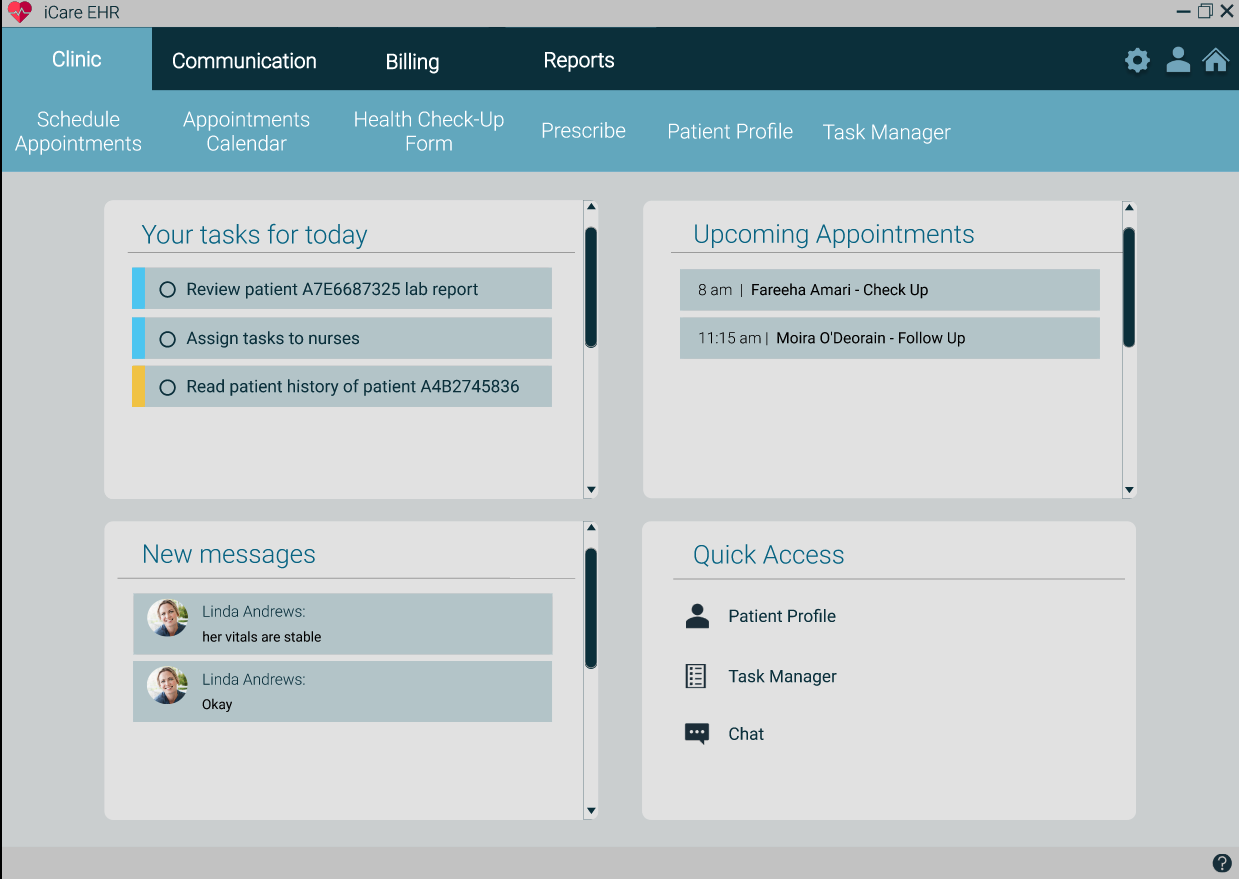 iCare EHR
Clinic
Communication
Billing
Reports
Schedule
Appointments
Appointments
Calendar
Health Check-Up
Form
Prescribe
Patient Profile
Task Manager
Your tasks for today
Review patient A7E6687325 lab report
Assign tasks to nurses
Read patient history of patient A4B2745836
Upcoming Appointments
8 am | Fareeha Amari - Check Up
11:15 am | Moira O'Deorain - Follow Up
New messages
Linda Andrews:
her vitals are stable
Linda Andrews:
Okay
Quick Access
Patient Profile
Task Manager
Chat
?